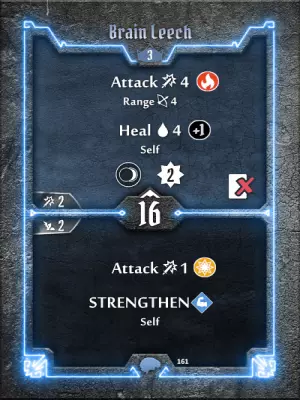 Brain Leech
3
Attack 4
Range 4
Heal 4 +1
Self
2
2
16
2
Attack 1
STRENGTHEN
Self
161